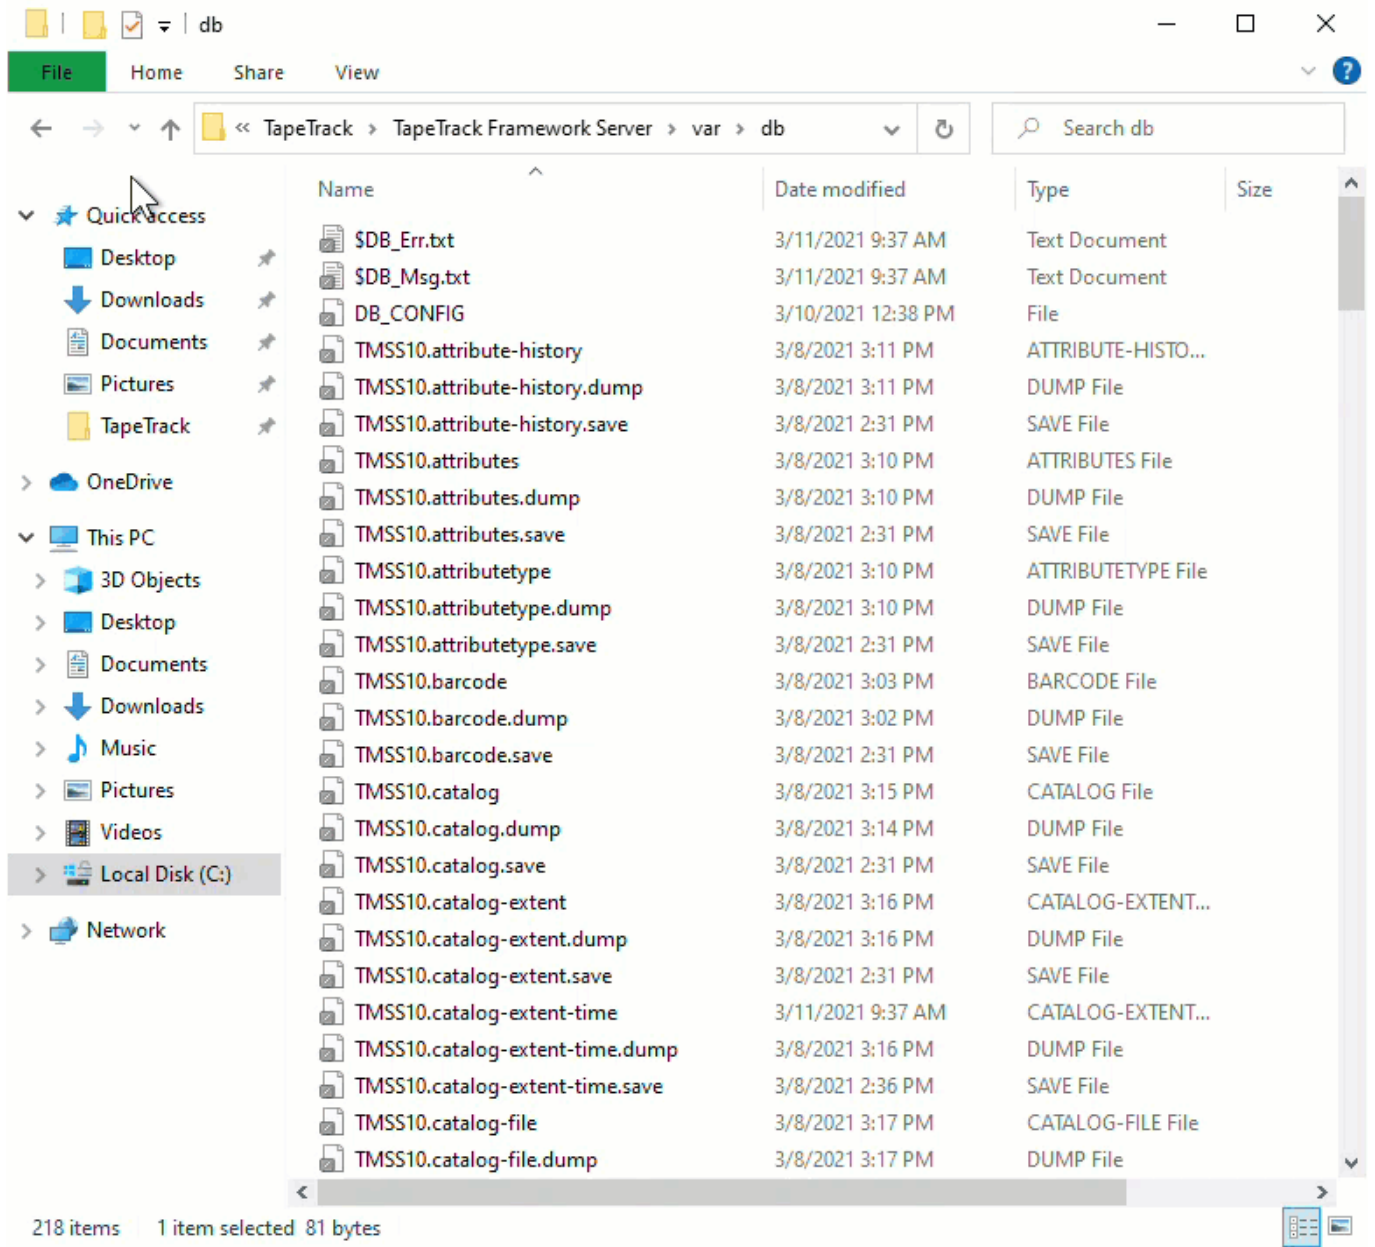 db
File Home Share View
« TapeTrack > TapeTrack Framework Server > var > db Search db
Name Date modified Type Size
Quick access
Desktop
Downloads
Documents
Pictures
TapeTrack
OneDrive
This PC
3D Objects
Desktop
Documents
Downloads
Music
Pictures
Videos
Local Disk (C:)
Network
$DB_Err.txt 3/11/2021 9:37 AM Text Document
$DB_Msg.txt 3/11/2021 9:37 AM Text Document
DB_CONFIG 3/10/2021 12:38 PM File
TMSS10.attribute-history 3/8/2021 3:11 PM ATTRIBUTE-HISTO...
TMSS10.attribute-history.dump 3/8/2021 3:11 PM DUMP File
TMSS10.attribute-history.save 3/8/2021 2:31 PM SAVE File
TMSS10.attributes 3/8/2021 3:10 PM ATTRIBUTES File
TMSS10.attributes.dump 3/8/2021 3:10 PM DUMP File
TMSS10.attributes.save 3/8/2021 2:31 PM SAVE File
TMSS10.attributetype 3/8/2021 3:10 PM ATTRIBUTETYPE File
TMSS10.attributetype.dump 3/8/2021 3:10 PM DUMP File
TMSS10.attributetype.save 3/8/2021 2:31 PM SAVE File
TMSS10.barcode 3/8/2021 3:03 PM BARCODE File
TMSS10.barcode.dump 3/8/2021 3:02 PM DUMP File
TMSS10.barcode.save 3/8/2021 2:31 PM SAVE File
TMSS10.catalog 3/8/2021 3:15 PM CATALOG File
TMSS10.catalog.dump 3/8/2021 3:14 PM DUMP File
TMSS10.catalog.save 3/8/2021 2:31 PM SAVE File
TMSS10.catalog-extent 3/8/2021 3:16 PM CATALOG-EXTENT...
TMSS10.catalog-extent.dump 3/8/2021 3:16 PM DUMP File
TMSS10.catalog-extent.save 3/8/2021 2:31 PM SAVE File
TMSS10.catalog-extent-time 3/11/2021 9:37 AM CATALOG-EXTENT...
TMSS10.catalog-extent-time.dump 3/8/2021 3:16 PM DUMP File
TMSS10.catalog-extent-time.save 3/8/2021 2:36 PM SAVE File
TMSS10.catalog-file 3/8/2021 3:17 PM CATALOG-FILE File
TMSS10.catalog-file.dump 3/8/2021 3:17 PM DUMP File
218 items 1 item selected 81 bytes